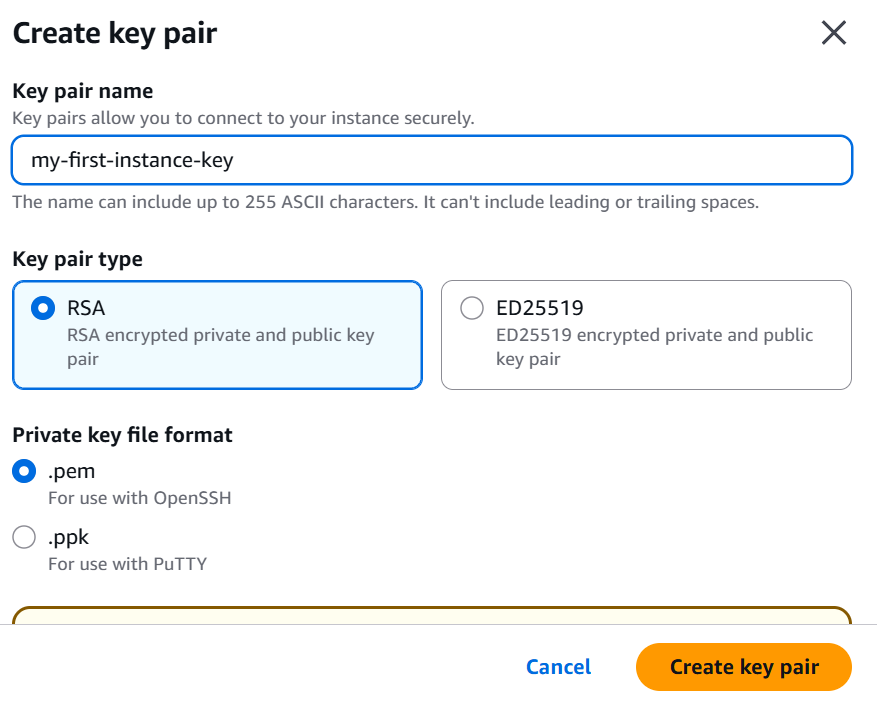 Create key pair
Key pair name
Key pairs allow you to connect to your instance securely.
my-first-instance-key
The name can include up to 255 ASCII characters. It can't include leading or trailing spaces.
Key pair type
RSA
RSA encrypted private and public key
pair
ED25519
ED25519 encrypted private and public
key pair
Private key file format
.pem
For use with OpenSSH
.ppk
For use with PuTTY
Cancel
Create key pair